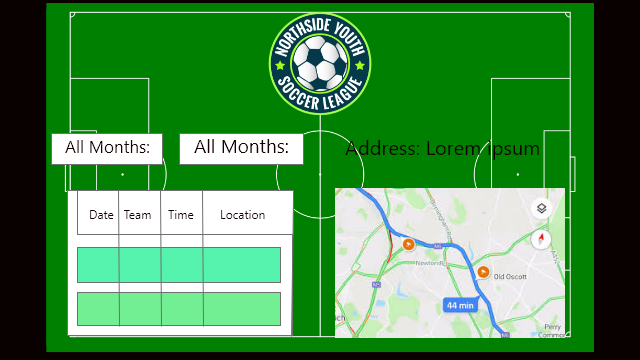 NORTHSIDE YOUTH
SOCCER LEAGUE
All Months:
All Months:
Address: Lorem Ipsum
Date Team Time Location
Newton
Old Oscott
44 min
Perry